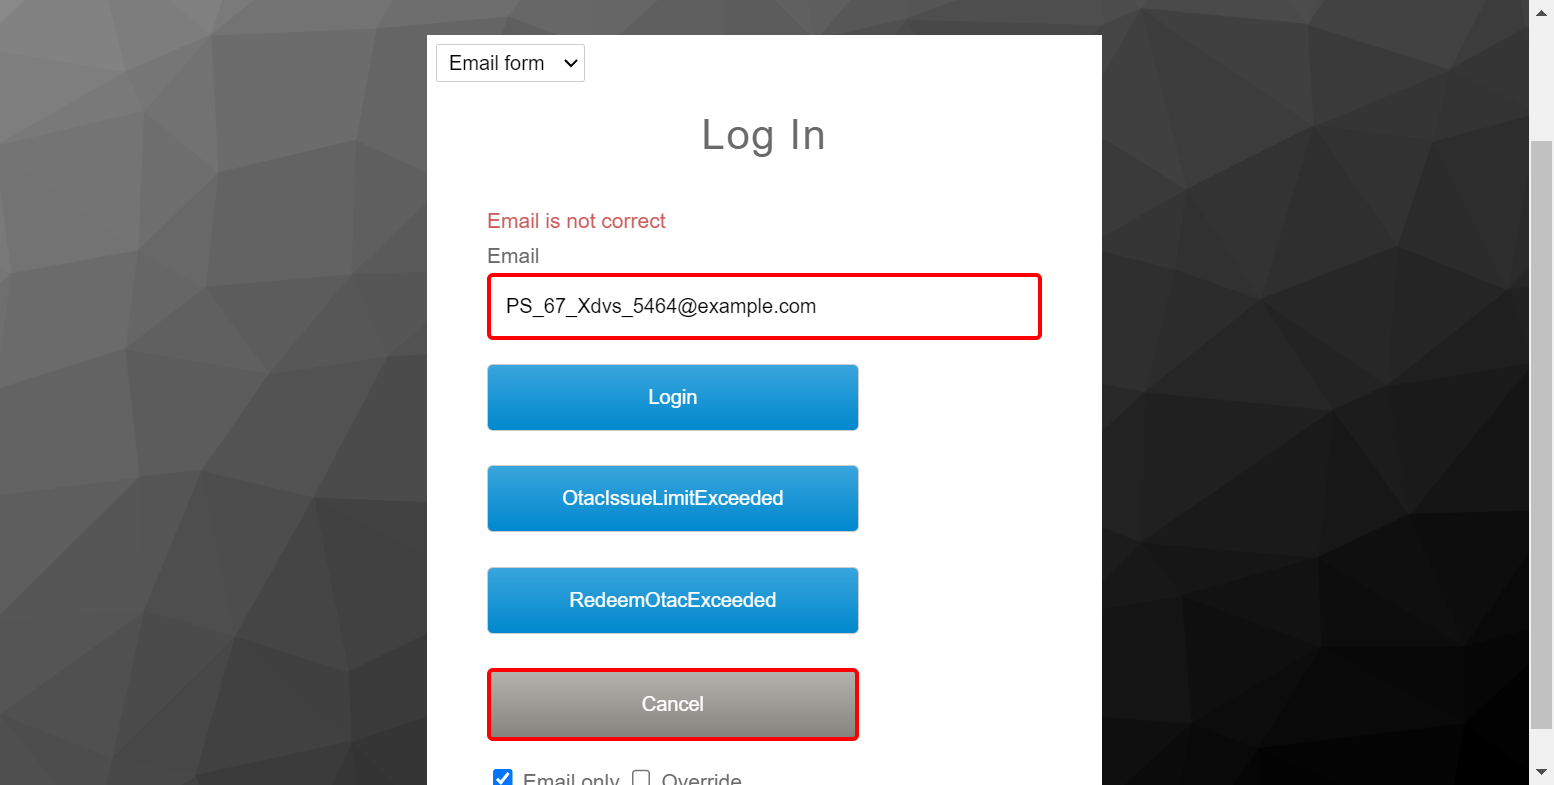 Email form
Log In
Email is not correct
Email
PS_67_Xdvs_5464@example.com
Login
OtacIssueLimitExceeded
RedeemOtacExceeded
Cancel
Email only Override